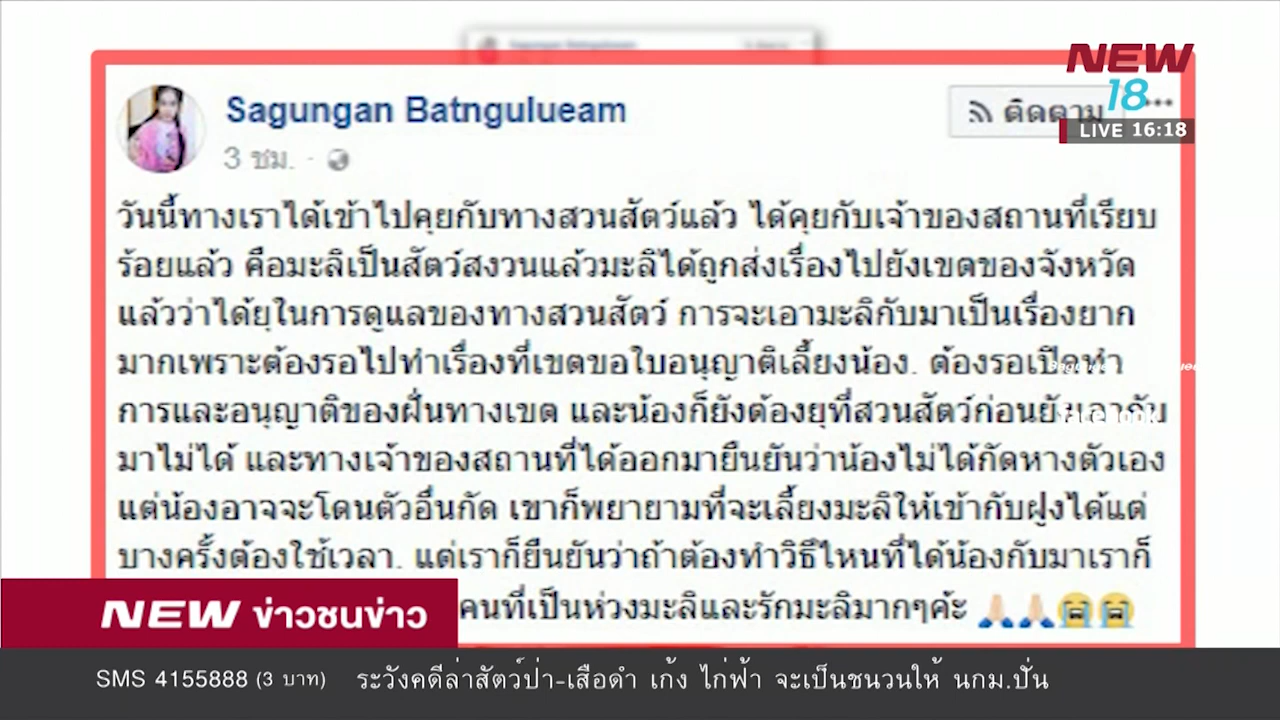 NEW
18
LIVE 16:18
Sagungan Batngulueam
ติดตาม
3 ชม.
วันนี้ทางเราได้เข้าไปคุยกับทางสวนสัตว์แล้ว ได้คุยกับเจ้าของสถานที่เรียบ
ร้อยแล้ว คือมะลิเป็นสัตว์สงวนแล้วมะลิได้ถูกส่งเรื่องไปยังเขตของจังหวัด
แล้วว่าได้ยุในการดูแลของทางสวนสัตว์ การจะเอามะลิกับมาเป็นเรื่องยาก
มากเพราะต้องรอไปทำเรื่องที่เขตขอใบอนุญาติเลี้ยงน้อง. ต้องรอเปิดทำ
การและอนุญาติของฝั่นทางเขต และน้องก็ยังต้องยุที่สวนสัตว์ก่อนยังเอากับ
facebook
มาไม่ได้ และทางเจ้าของสถานที่ได้ออกมายืนยันว่าน้องไม่ได้กัดหางตัวเอง
แต่น้องอาจจะโดนตัวอื่นกัด เขาก็พยายามที่จะเลี้ยงมะลิให้เข้ากับฝูงได้แต่
บางครั้งต้องใช้เวลา. แต่เราก็ยืนยันว่าถ้าต้องทำวิธีไหนที่ได้น้องกับมาเราก็
คนที่เป็นห่วงมะลิและรักมะลิมากๆค้ะ 🙏🏻🙏🏻😭😭
NEW ข่าวชนข่าว
SMS 4155888 (3 บาท) ระวังคดีล่าสัตว์ป่า-เสือดำ เก้ง ไก่ฟ้า จะเป็นชนวนให้ นกม.ปั่น